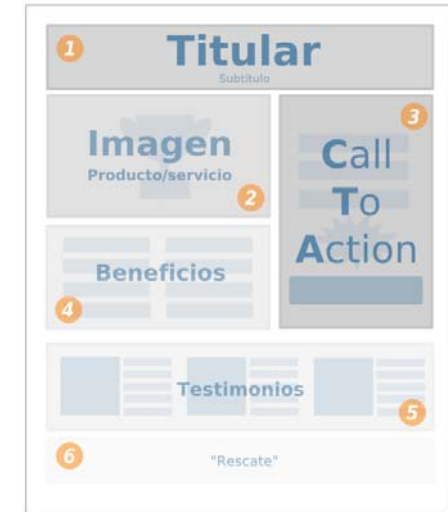 1
Titular
Subtítulo
Imagen
Producto/servicio
2
3
Call
To
Action
Beneficios
4
Testimonios
5
6
"Rescate"